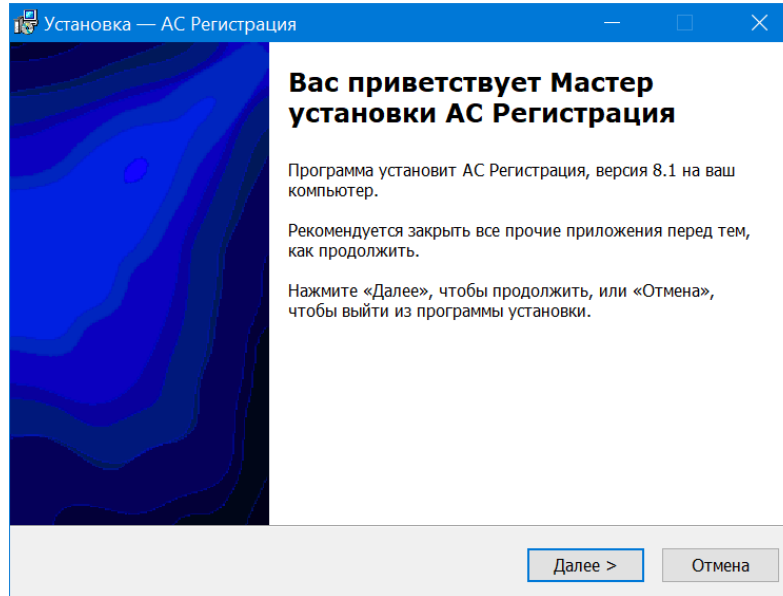 Установка — АС Регистрация
Вас приветствует Мастер
установки АС Регистрация
Программа установит АС Регистрация, версия 8.1 на ваш
компьютер.
Рекомендуется закрыть все прочие приложения перед тем,
как продолжить.
Нажмите «Далее», чтобы продолжить, или «Отмена»,
чтобы выйти из программы установки.
Далее >
Отмена